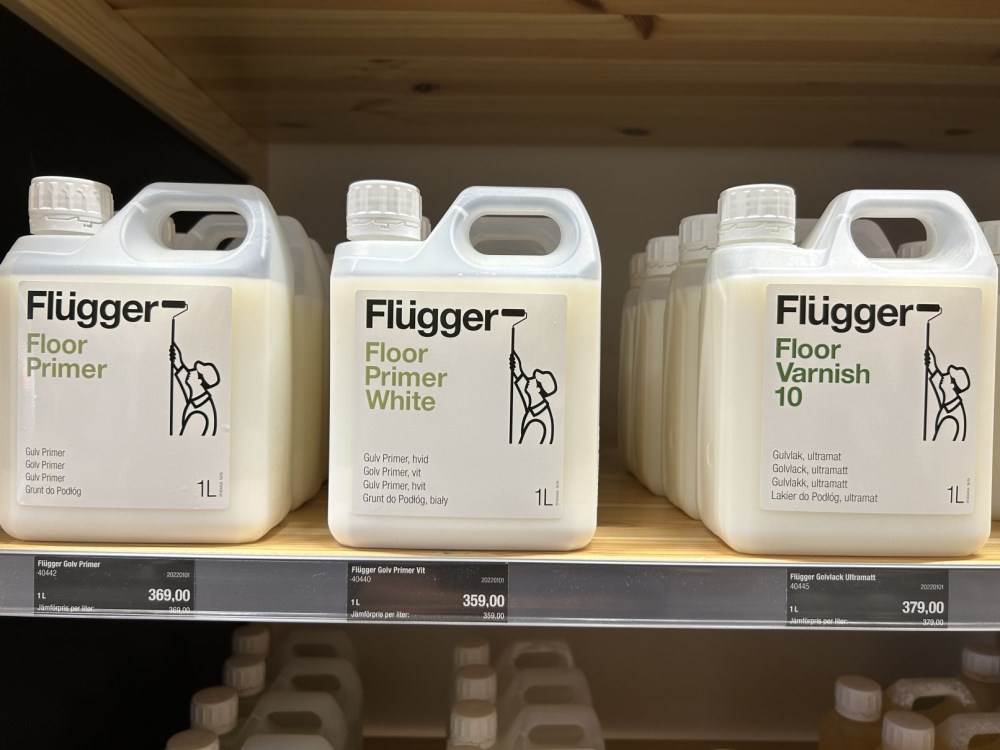 Flügger
Floor
Primer
Gulv Primer
Golv Primer
Gulv Primer
Grunt do Podłóg
1L
Flügger
Floor
Primer
White
Gulv Primer, hvid
Golv Primer, vit
Gulv Primer, hvit
Grunt do Podłóg, biały
1L
Flügger
Floor
Varnish
10
Gulvlak, ultramat
Golvlack, ultramatt
Gulvlakk, ultramatt
Lakier do Podłóg, ultramat
1L
Flügger Golv Primer
40442
20220101
1 L
369,00
Jämförpris per liter:
369,00
Flügger Golv Primer Vit
40440
20220101
1 L
359,00
Jämförpris per liter:
359,00
Flügger Golvlack Ultramatt
40445
20220101
1 L
379,00
Jämförpris per liter:
379,00